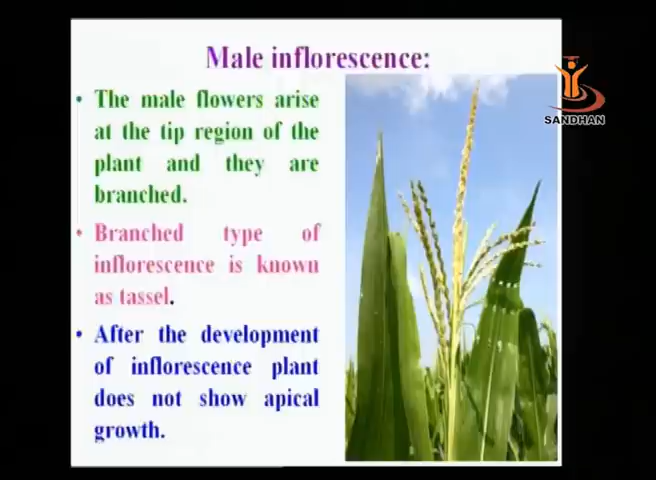 Male inflorescence:
• The male flowers arise
at the tip region of the
plant and they are
branched.
• Branched type of
inflorescence is known
as tassel.
• After the development
of inflorescence plant
does not show apical
growth.
SANDHAN